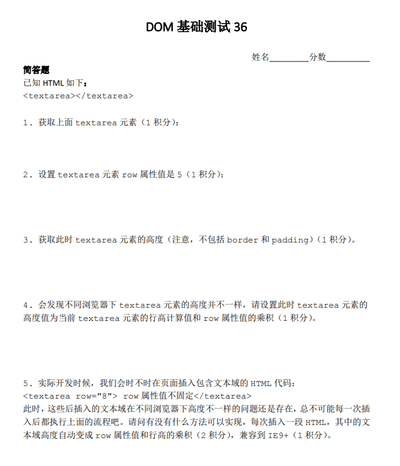 DOM 基础测试 36
姓名________分数________
简答题
已知 HTML 如下:
<textarea></textarea>
1. 获取上面 textarea 元素（1 积分）;
2. 设置 textarea 元素 row 属性值是 5（1 积分）;
3. 获取此时 textarea 元素的高度（注意，不包括 border 和 padding）（1 积分）。
4. 会发现不同浏览器下 textarea 元素的高度并不一样，请设置此时 textarea 元素的
高度值为当前 textarea 元素的行高计算值和 row 属性值的乘积（1 积分）。
5. 实际开发时候，我们会时不时在页面插入包含文本域的 HTML 代码:
<textarea row="8"> row 属性值不固定</textarea>
此时，这些后插入的文本域在不同浏览器下高度不一样的问题还是存在，总不可能每一次插
入后都执行上面的流程吧。请问有没有什么方法可以实现，每次插入一段 HTML，其中的文
本域高度自动变成 row 属性值和行高的乘积（2 积分），兼容到 IE9+（1 积分）。